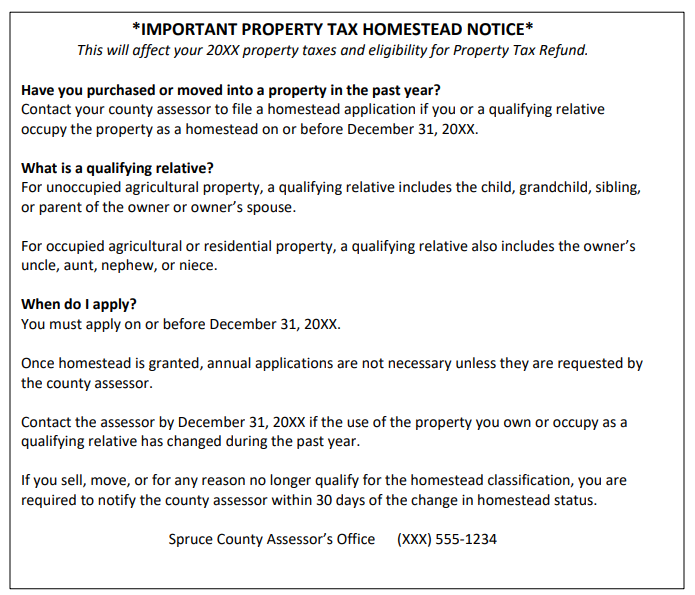 *IMPORTANT PROPERTY TAX HOMESTEAD NOTICE*
This will affect your 20XX property taxes and eligibility for Property Tax Refund.
Have you purchased or moved into a property in the past year?
Contact your county assessor to file a homestead application if you or a qualifying relative
occupy the property as a homestead on or before December 31, 20XX.
What is a qualifying relative?
For unoccupied agricultural property, a qualifying relative includes the child, grandchild, sibling,
or parent of the owner or owner’s spouse.
For occupied agricultural or residential property, a qualifying relative also includes the owner’s
uncle, aunt, nephew, or niece.
When do I apply?
You must apply on or before December 31, 20XX.
Once homestead is granted, annual applications are not necessary unless they are requested by
the county assessor.
Contact the assessor by December 31, 20XX if the use of the property you own or occupy as a
qualifying relative has changed during the past year.
If you sell, move, or for any reason no longer qualify for the homestead classification, you are
required to notify the county assessor within 30 days of the change in homestead status.
Spruce County Assessor’s Office (XXX) 555-1234